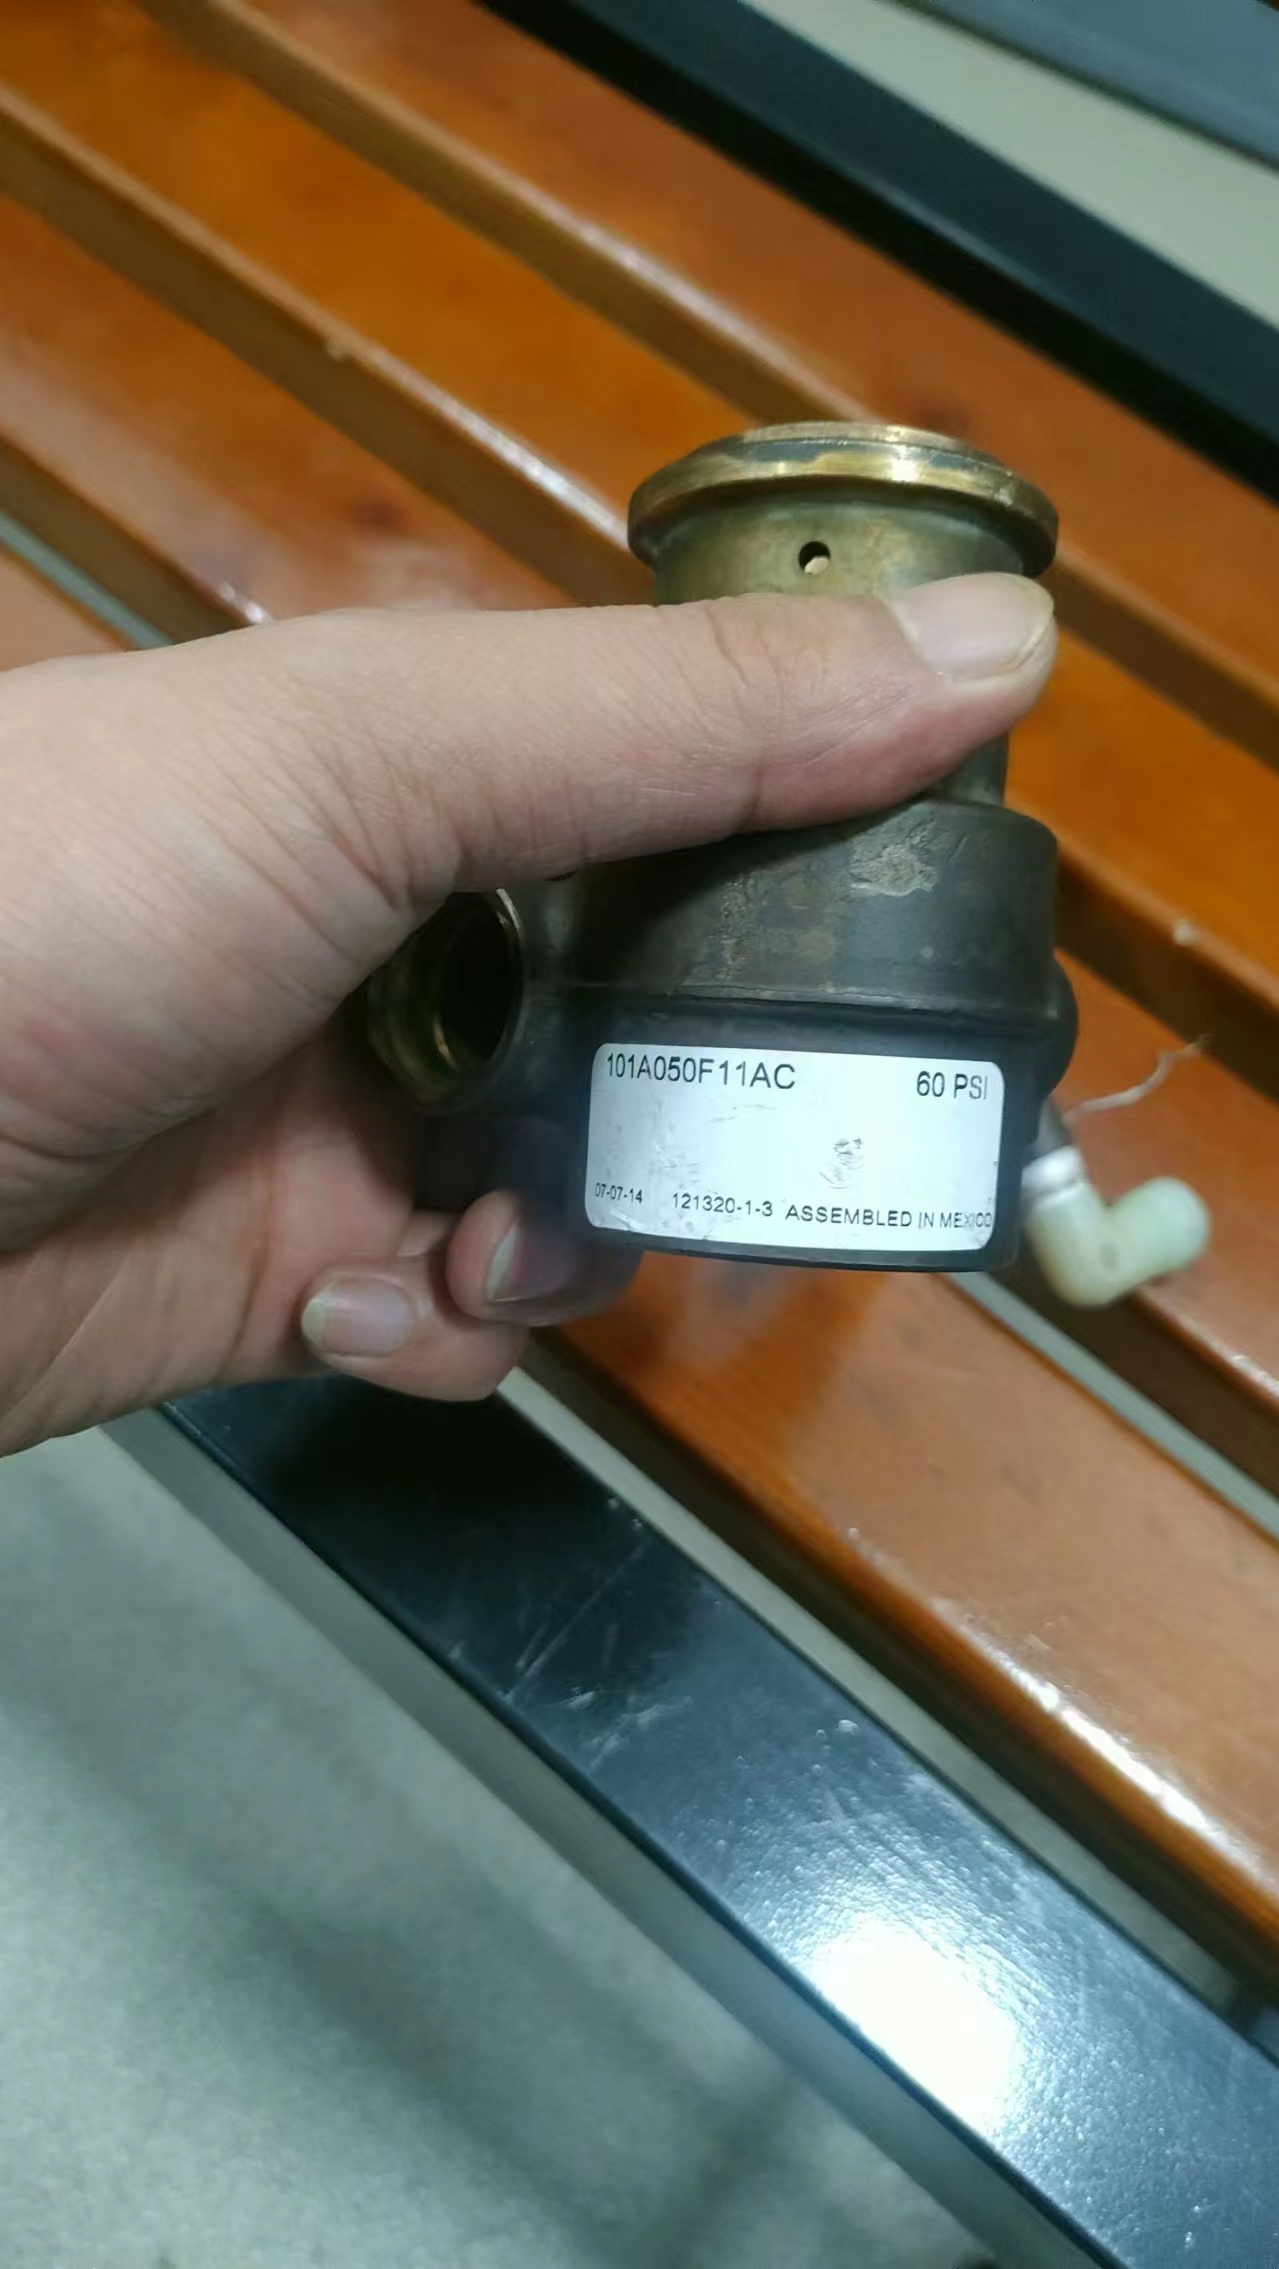 101A050F11AC 60 PSI
07-07-14 121320-1-3 ASSEMBLED IN MEXICO